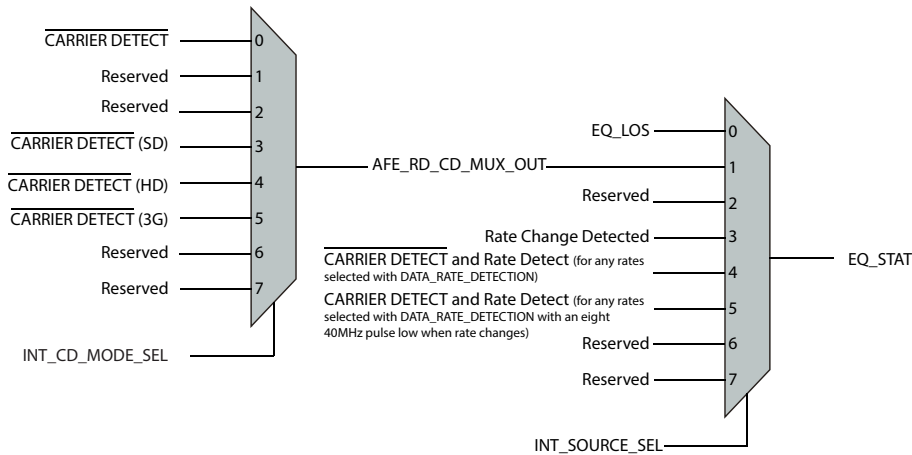 CARRIER DETECT
0
Reserved
1
Reserved
2
CARRIER DETECT (SD)
3
CARRIER DETECT (HD)
4
CARRIER DETECT (3G)
5
Reserved
6
Reserved
7
INT_CD_MODE_SEL
AFE_RD_CD_MUX_OUT
EQ_LOS
0
1
Reserved
2
Rate Change Detected
3
CARRIER DETECT and Rate Detect (for any rates
selected with DATA_RATE_DETECTION)
4
CARRIER DETECT and Rate Detect (for any rates
selected with DATA_RATE_DETECTION with an eight
40MHz pulse low when rate changes)
5
Reserved
6
Reserved
7
EQ_STAT
INT_SOURCE_SEL